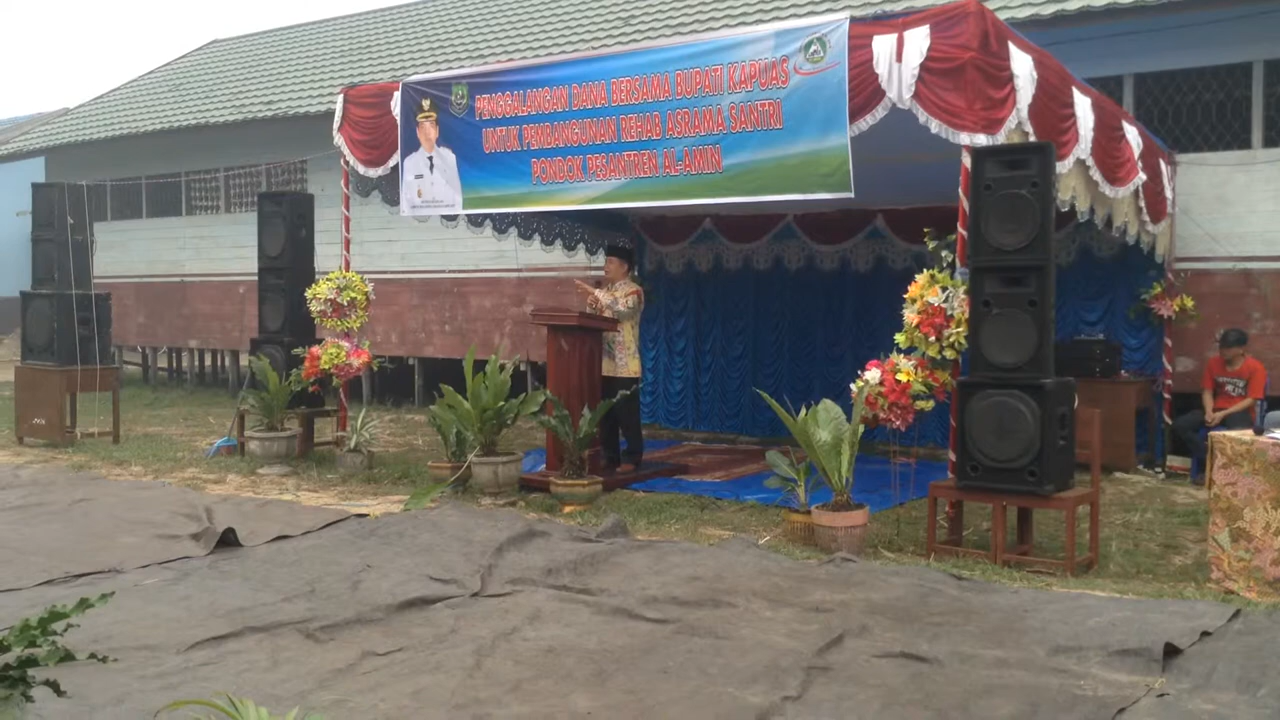 PENGGALANGAN DANA BERSAMA BUPATI KAPUAS
UNTUK PEMBANGUNAN REHAB ASRAMA SANTRI
PONDOK PESANTREN AL-AMIN